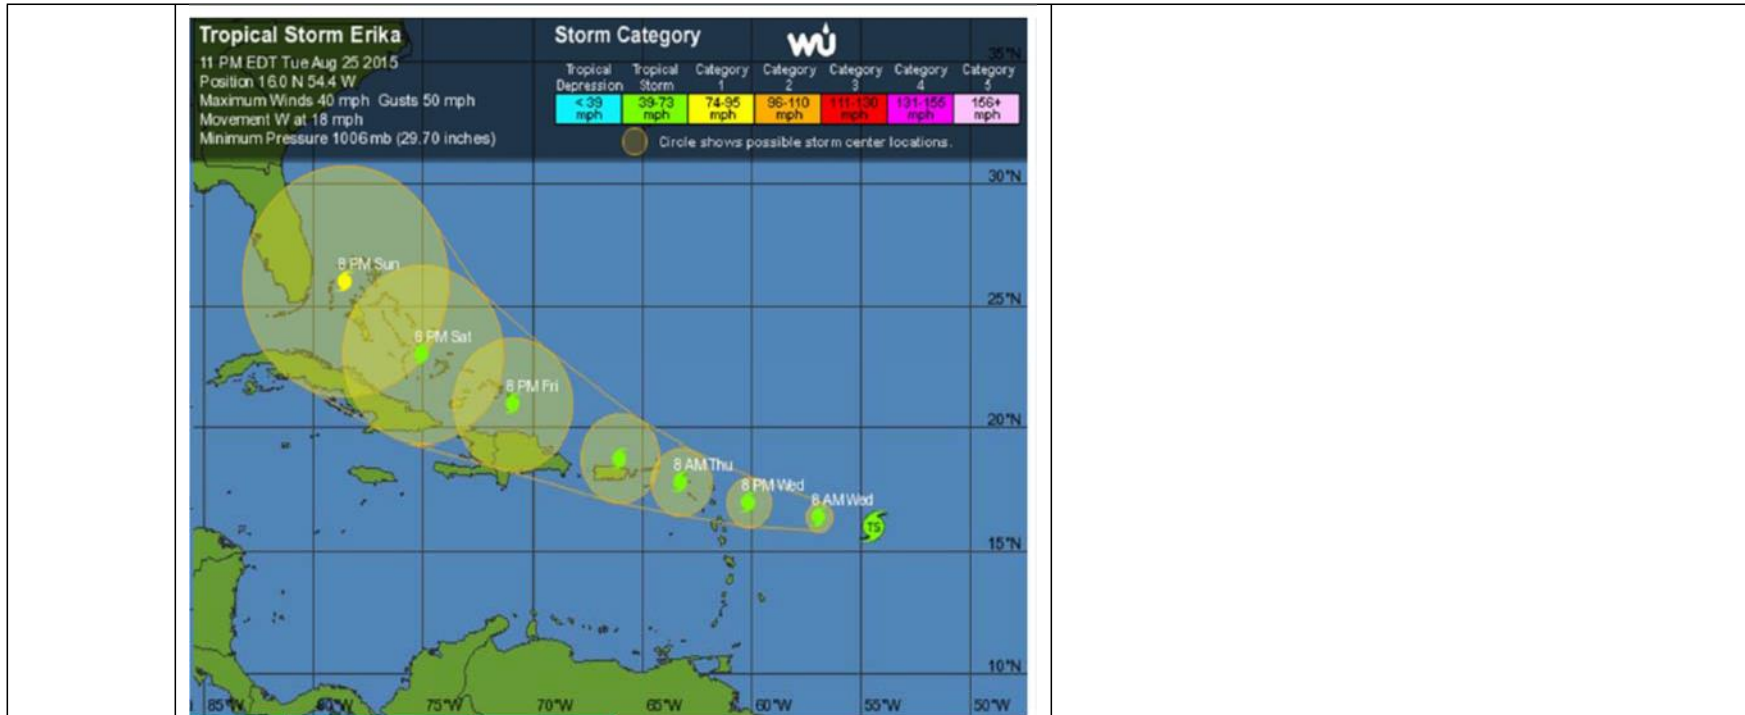 Tropical Storm Erika
11 PM EDT Tue Aug 25 2015
Position 16.0 N 54.4 W
Maximum Winds 40 mph Gusts 50 mph
Movement W at 18 mph
Minimum Pressure 1006 mb (29.70 inches)
Storm Category
wu
Tropical Depression
Tropical Storm
Category 1
Category 2
Category 3
Category 4
Category 5
< 39 mph
39-73 mph
74-95 mph
96-110 mph
111-130 mph
131-155 mph
156+ mph
Circle shows possible storm center locations.
35°N
30°N
8 PM Sun
25°N
8 PM Sat
8 PM Fri
20°N
8 AM Thu
8 PM Wed
8 AM Wed
TS
15°N
10°N
85°W
80°W
75°W
70°W
65°W
60°W
55°W
50°W